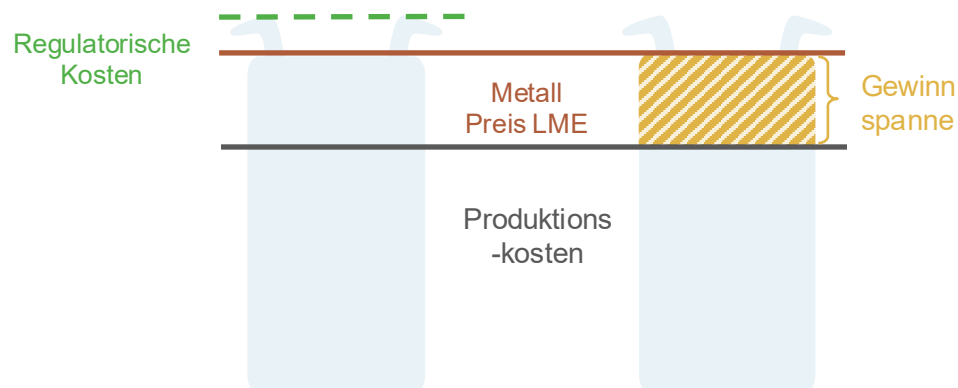 Regulatorische
Kosten
Metall
Preis LME
Gewinn
spanne
Produktions
-kosten